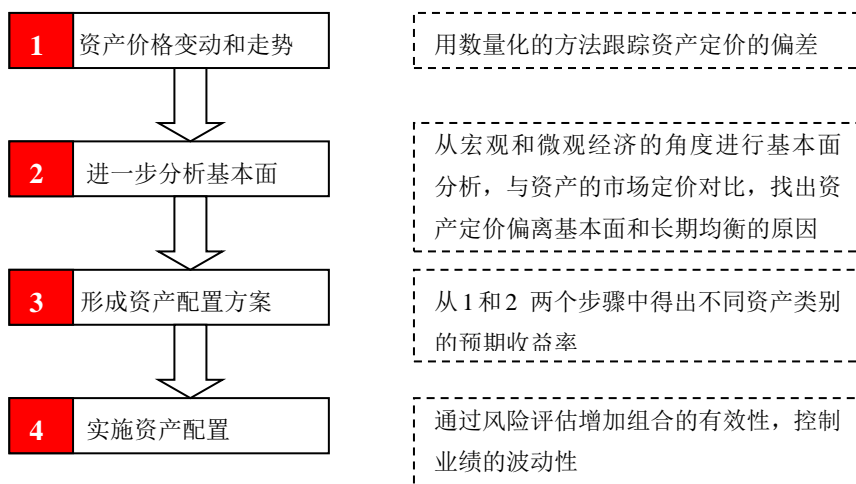 1 资产价格变动和走势
用数量化的方法跟踪资产定价的偏差
2 进一步分析基本面
从宏观和微观经济的角度进行基本面
分析，与资产的市场定价对比，找出资
产定价偏离基本面和长期均衡的原因
3 形成资产配置方案
从1和2 两个步骤中得出不同资产类别
的预期收益率
4 实施资产配置
通过风险评估增加组合的有效性，控制
业绩的波动性